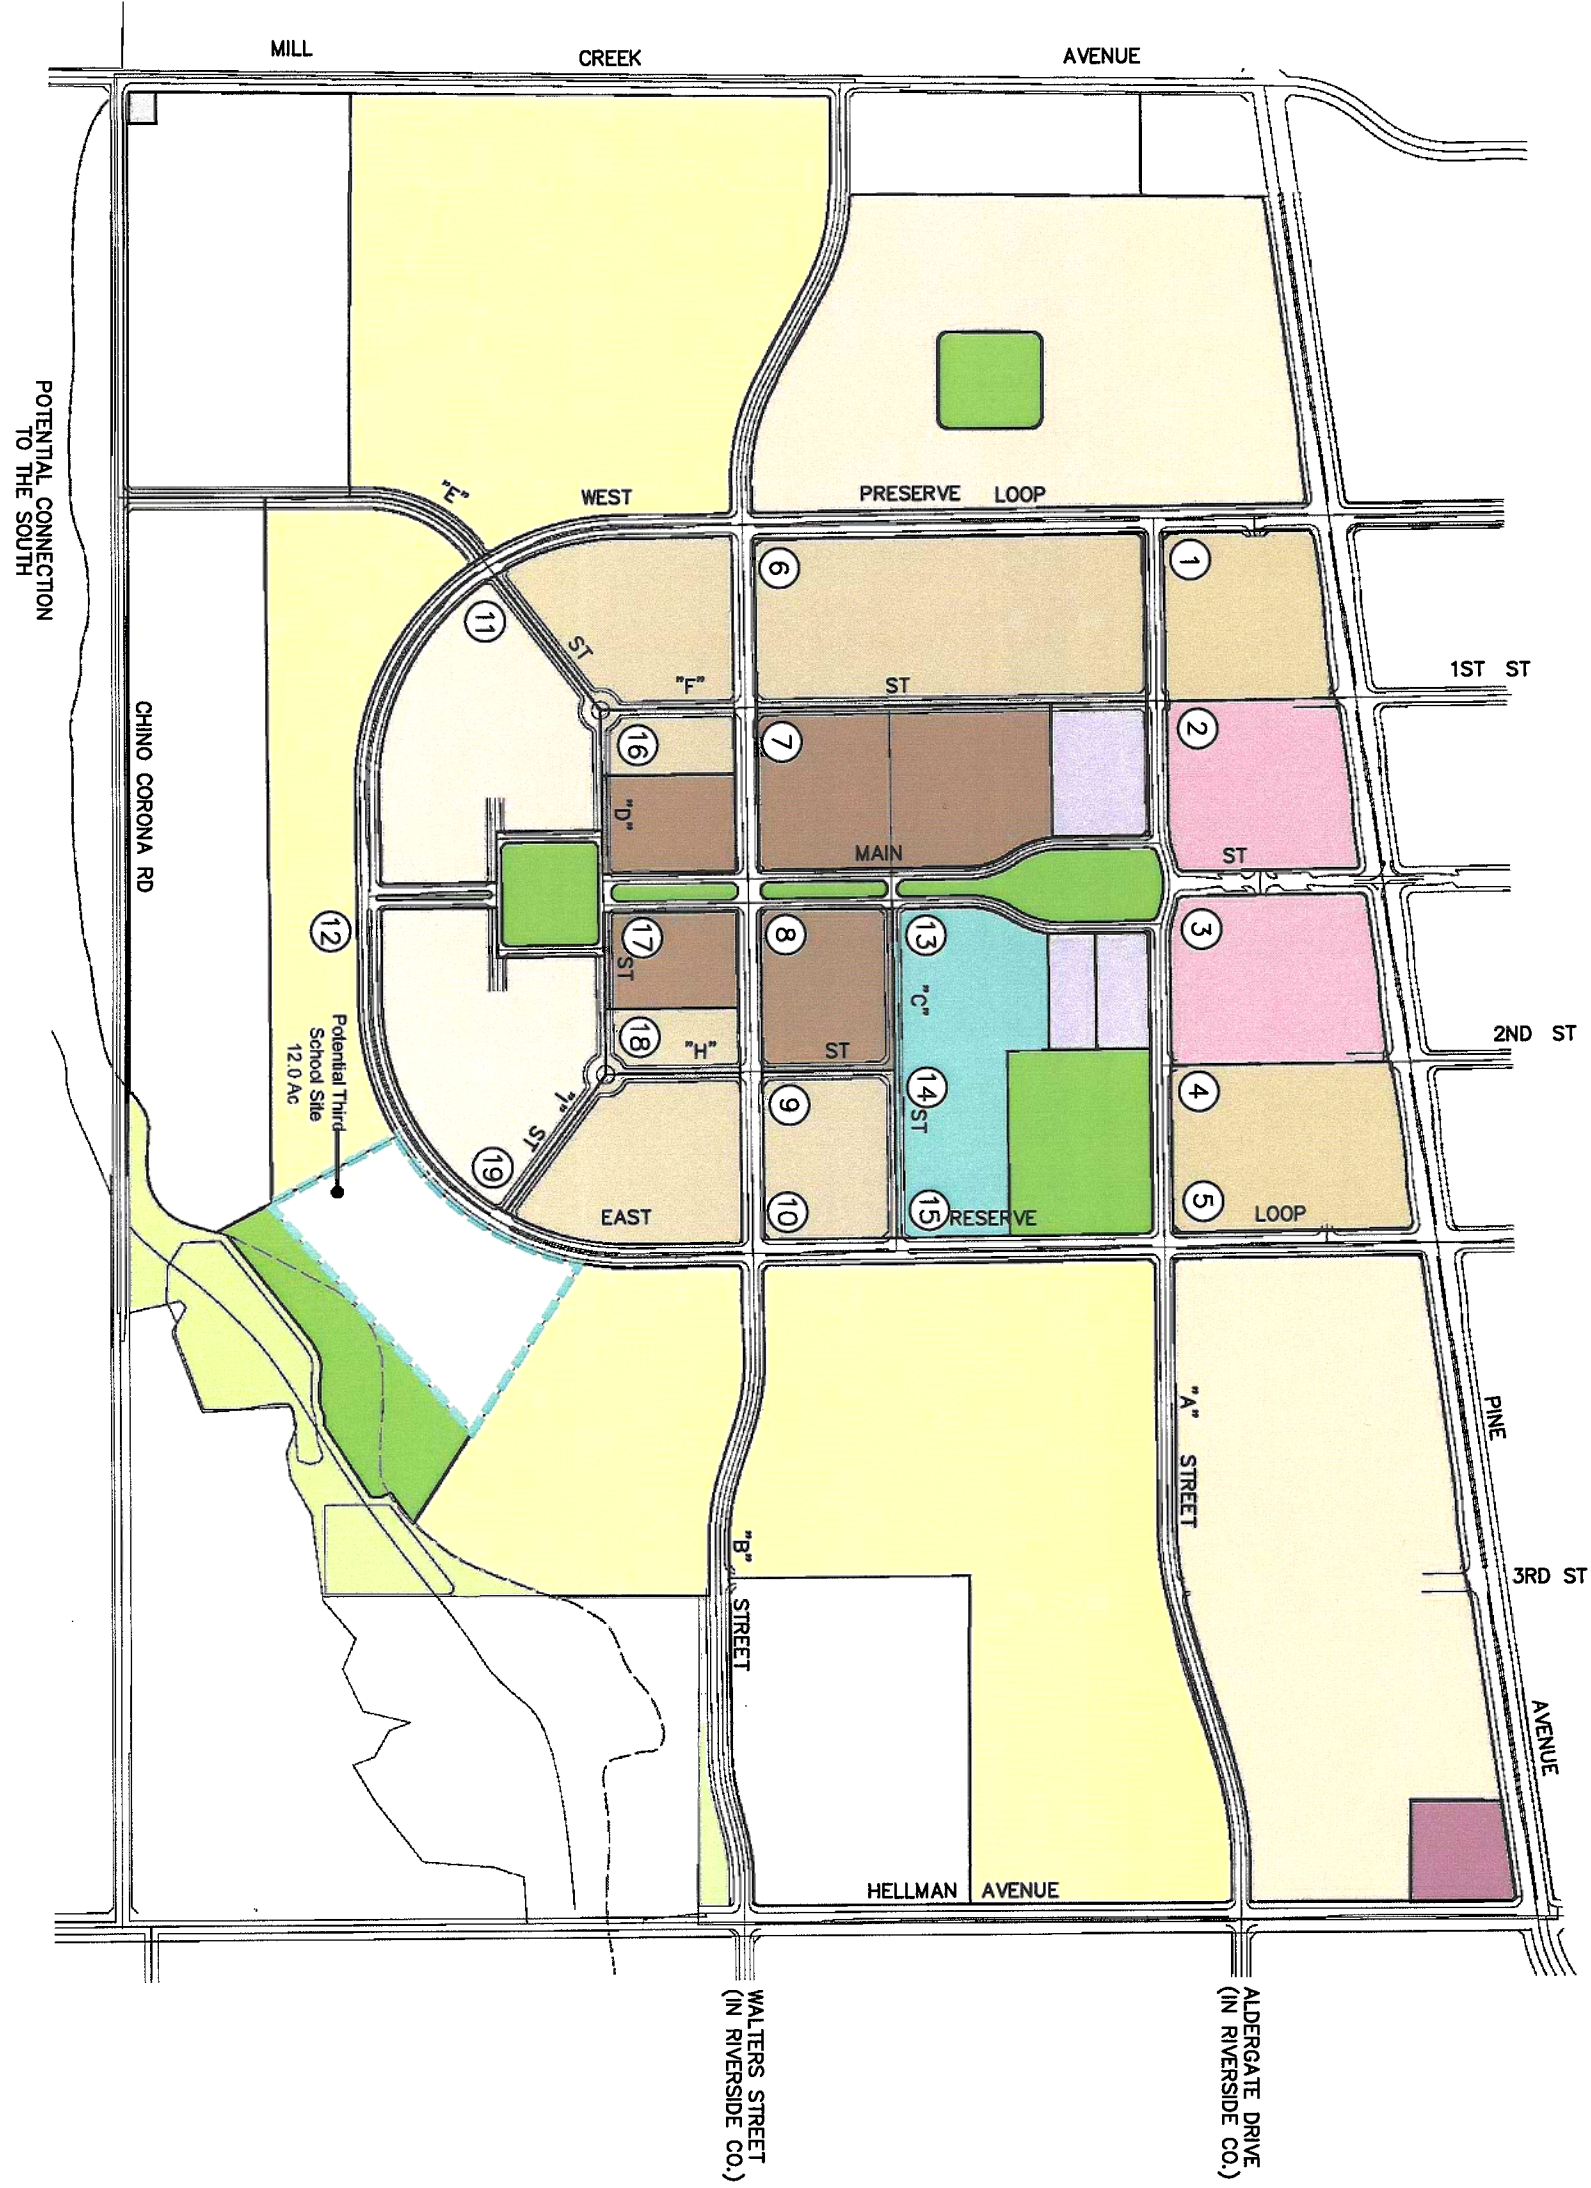 MILL CREEK AVENUE
WEST PRESERVE LOOP
"E"
ST
"F" ST
1ST ST
1
2
3
4
5
6
7
8
9
10
11
12
13
14
15
16
17
18
19
"D"
ST
MAIN ST
"C"
ST
"H" ST
2ND ST
"I"
ST
EAST RESERVE LOOP
CHINO CORONA RD
POTENTIAL CONNECTION
TO THE SOUTH
Potential Third
School Site
12.0 Ac
"A" STREET
"B" STREET
PINE AVENUE
3RD ST
HELLMAN AVENUE
WALTERS STREET
(IN RIVERSIDE CO.)
ALDERGATE DRIVE
(IN RIVERSIDE CO.)